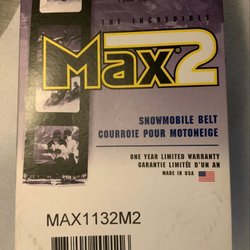 THE INCREDIBLE
Max2
SNOWMOBILE BELT
COURROIE POUR MOTONEIGE
ONE YEAR LIMITED WARRANTY
GARANTIE LIMITÉE D'UN AN
MADE IN USA
MAX1132M2